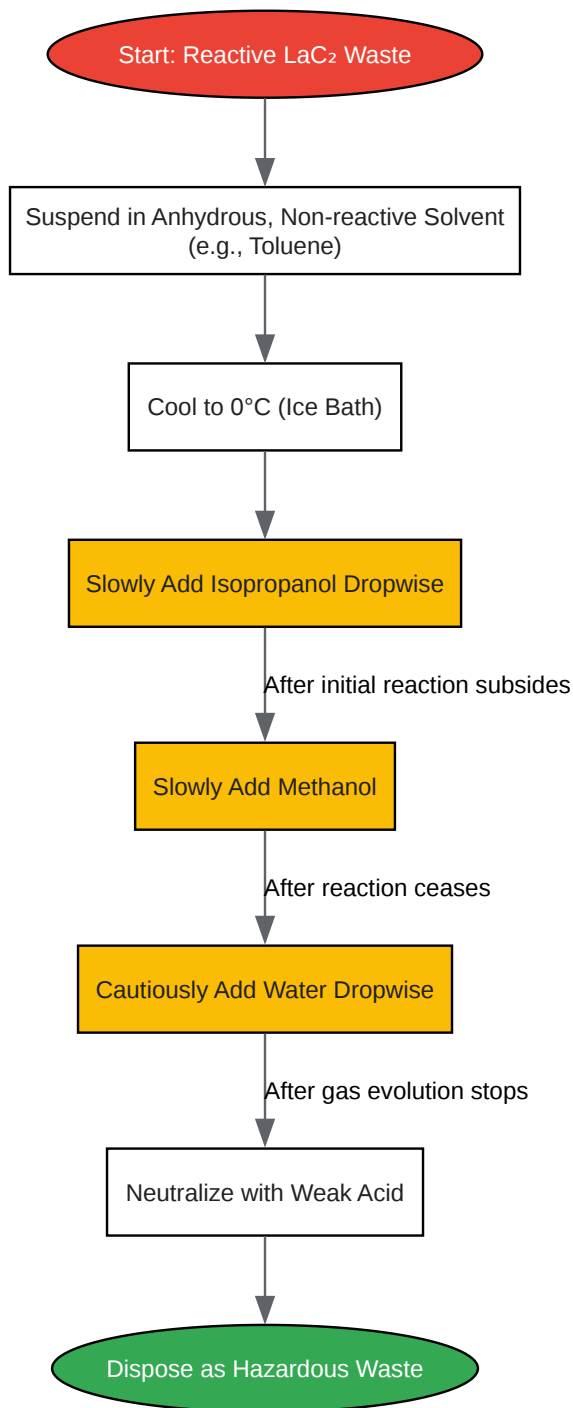 Start: Reactive LaC₂ Waste
Suspend in Anhydrous, Non-reactive Solvent
(e.g., Toluene)
Cool to 0°C (Ice Bath)
Slowly Add Isopropanol Dropwise
After initial reaction subsides
Slowly Add Methanol
After reaction ceases
Cautiously Add Water Dropwise
After gas evolution stops
Neutralize with Weak Acid
Dispose as Hazardous Waste